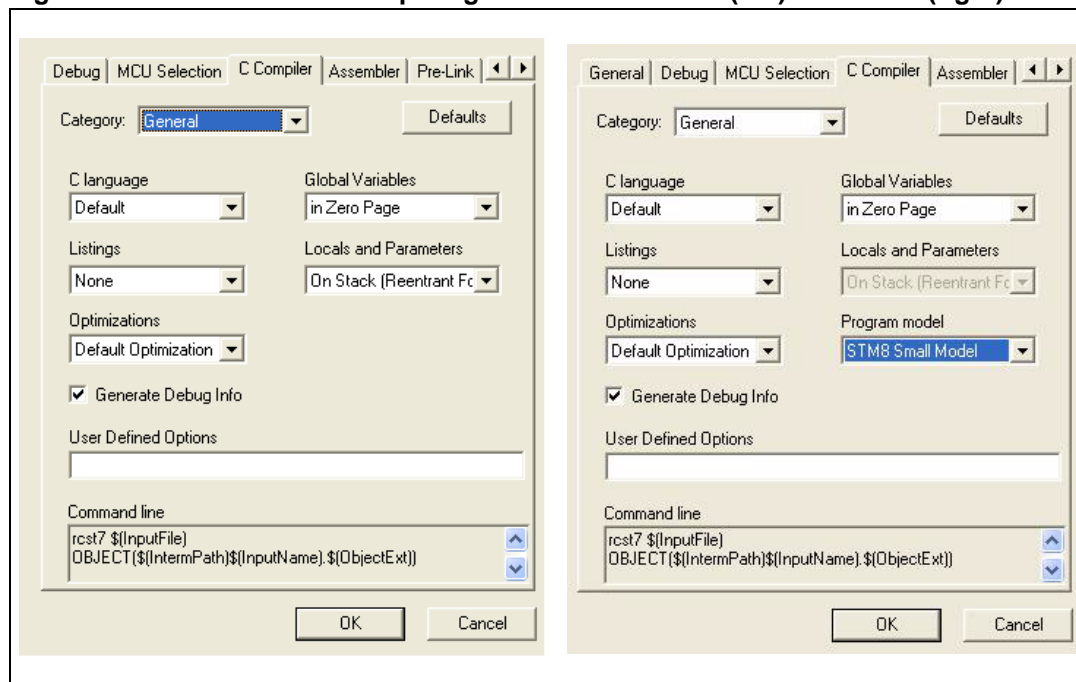 Debug MCU Selection C Compiler Assembler Pre-Link
Category: General Defaults
C language Global Variables
Default in Zero Page
Listings Locals and Parameters
None On Stack (Reentrant Fc
Optimizations
Default Optimization
Generate Debug Info
User Defined Options
Command line
rcst7 $(InputFile)
OBJECT($(IntermPath)$(InputName).$(ObjectExt))
OK Cancel
General Debug MCU Selection C Compiler Assembler
Category: General Defaults
C language Global Variables
Default in Zero Page
Listings Locals and Parameters
None On Stack (Reentrant Fc
Optimizations Program model
Default Optimization STM8 Small Model
Generate Debug Info
User Defined Options
Command line
rcst7 $(InputFile)
OBJECT($(IntermPath)$(InputName).$(ObjectExt))
OK Cancel